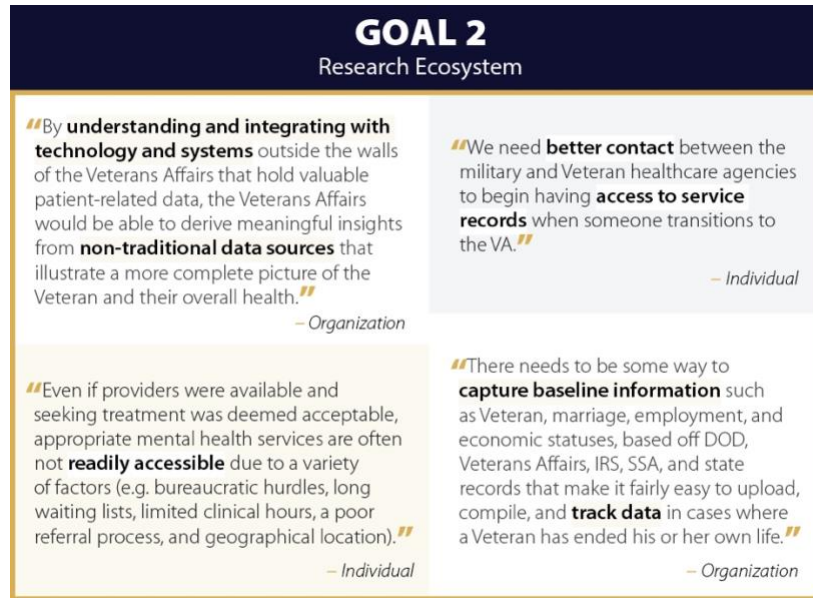 GOAL 2
Research Ecosystem
"By understanding and integrating with
technology and systems outside the walls
of the Veterans Affairs that hold valuable
patient-related data, the Veterans Affairs
would be able to derive meaningful insights
from non-traditional data sources that
illustrate a more complete picture of the
Veteran and their overall health."
– Organization
"We need better contact between the
military and Veteran healthcare agencies
to begin having access to service
records when someone transitions to
the VA."
– Individual
"Even if providers were available and
seeking treatment was deemed acceptable,
appropriate mental health services are often
not readily accessible due to a variety
of factors (e.g. bureaucratic hurdles, long
waiting lists, limited clinical hours, a poor
referral process, and geographical location)."
– Individual
"There needs to be some way to
capture baseline information such
as Veteran, marriage, employment, and
economic statuses, based off DOD,
Veterans Affairs, IRS, SSA, and state
records that make it fairly easy to upload,
compile, and track data in cases where
a Veteran has ended his or her own life."
– Organization